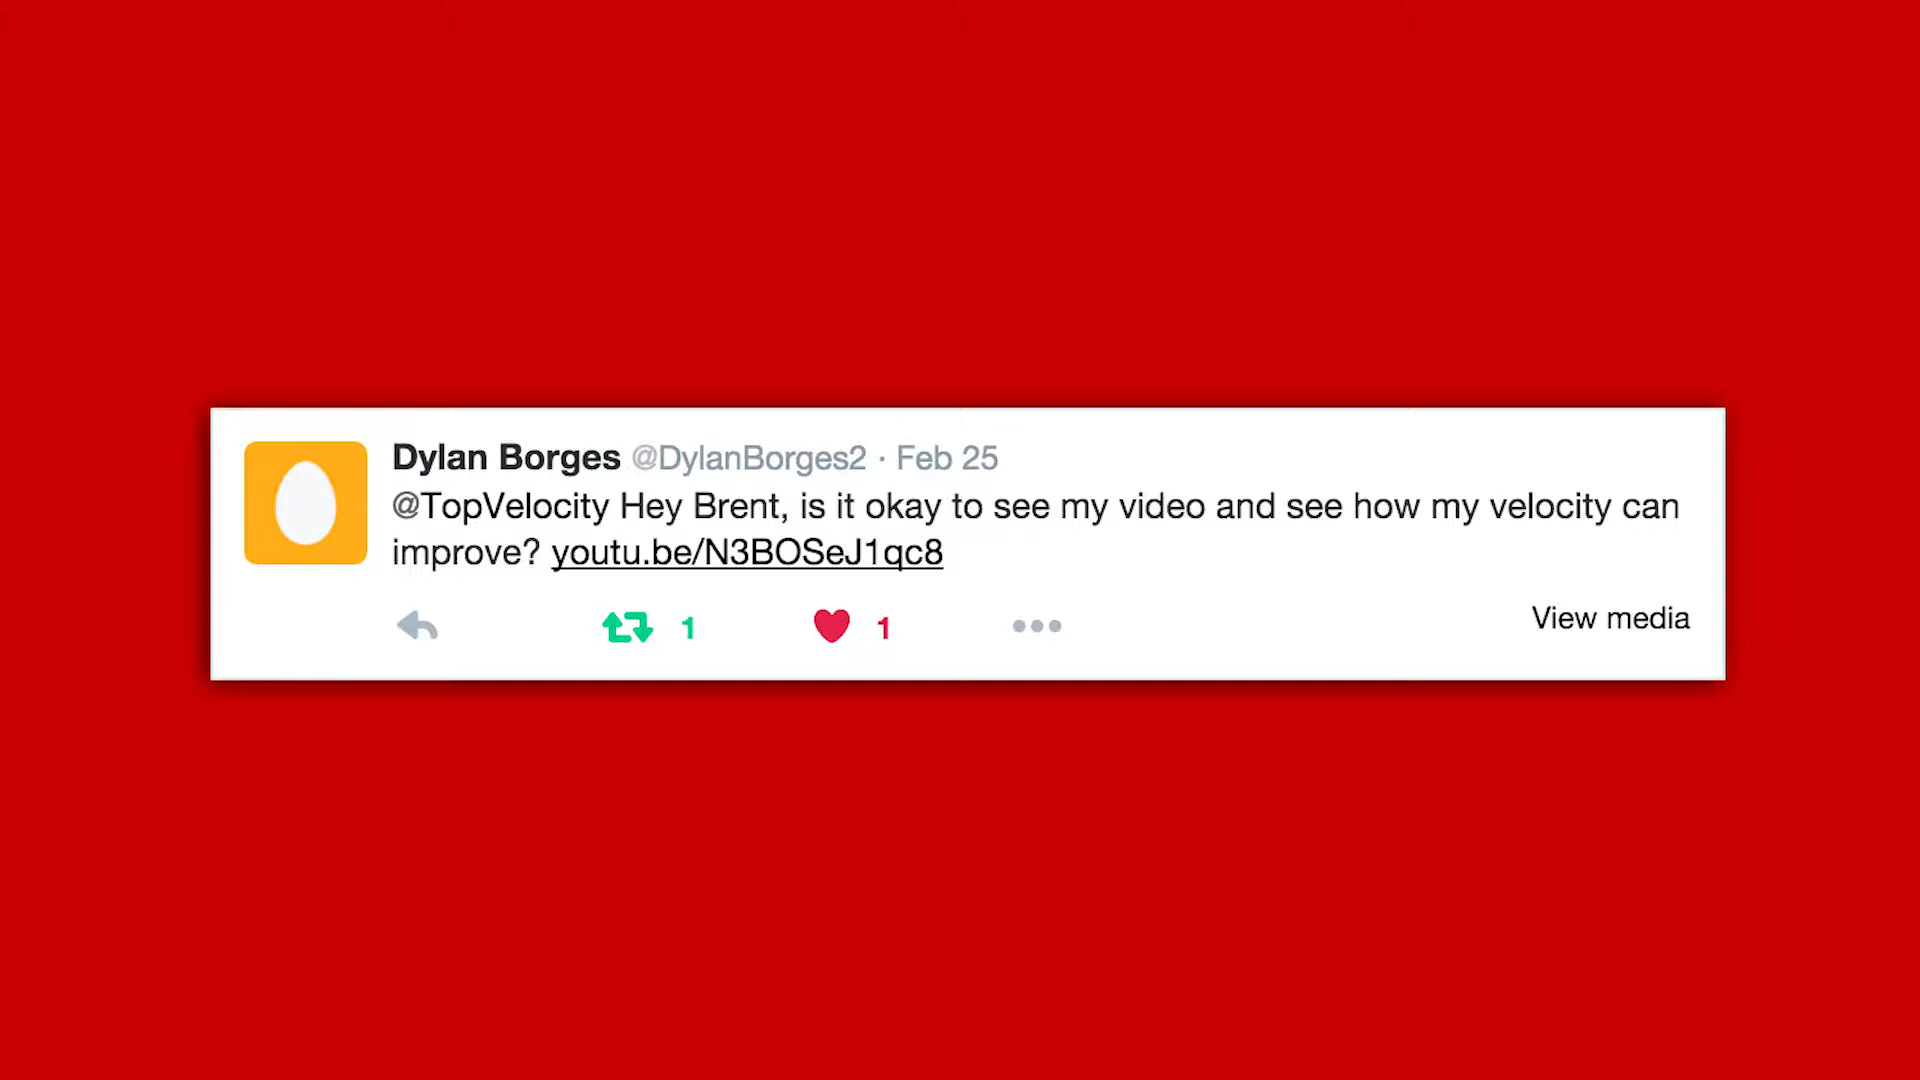 Dylan Borges @DylanBorges2 · Feb 25
@TopVelocity Hey Brent, is it okay to see my video and see how my velocity can
improve? youtu.be/N3BOSeJ1qc8
1 1 View media